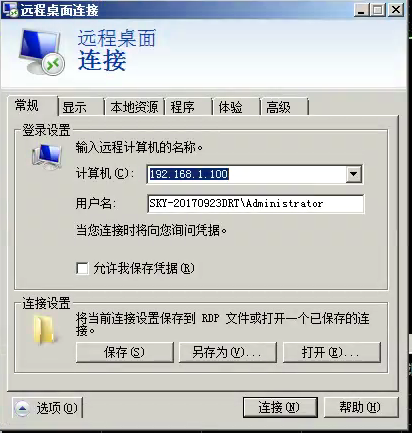 远程桌面连接
远程桌面
连接
常规 显示 本地资源 程序 体验 高级
登录设置
输入远程计算机的名称。
计算机(C): 192.168.1.100
用户名: SKY-20170923DRT\Administrator
当您连接时将向您询问凭据。
允许我保存凭据(R)
连接设置
将当前连接设置保存到 RDP 文件或打开一个已保存的连
接。
保存(S) 另存为(V)... 打开(E)...
选项(O) 连接(N) 帮助(H)